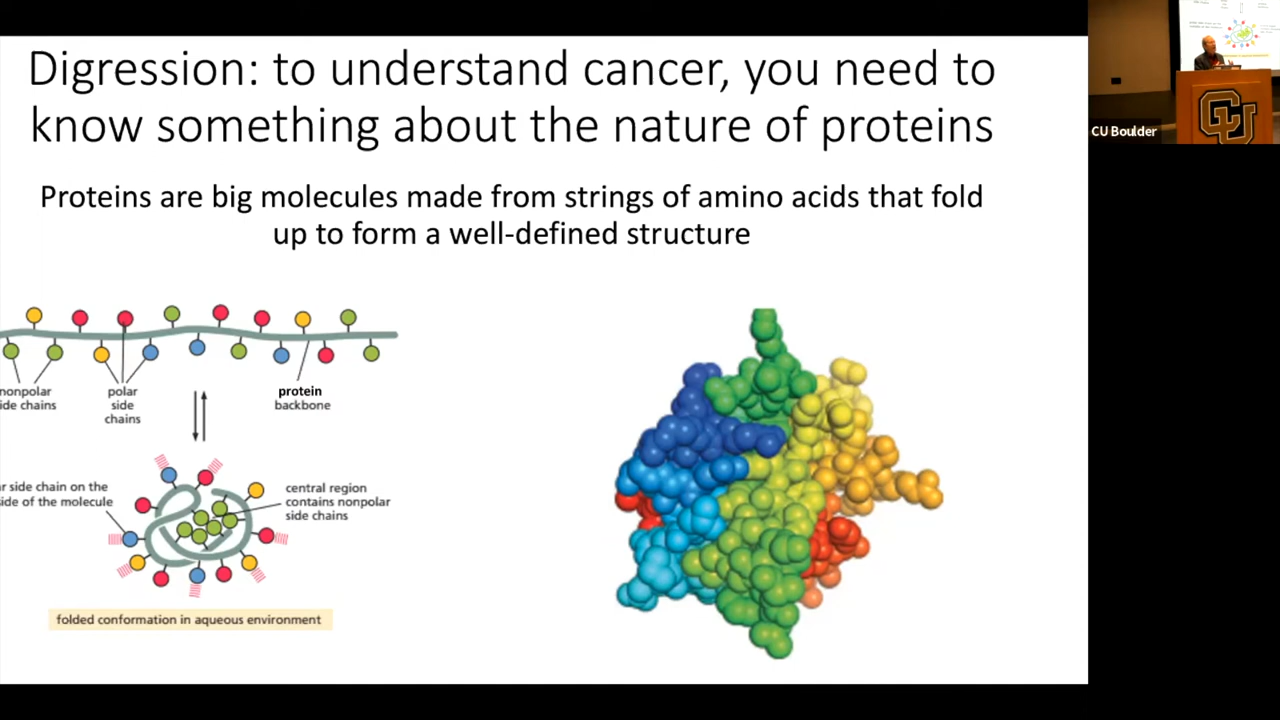 Digression: to understand cancer, you need to
know something about the nature of proteins
Proteins are big molecules made from strings of amino acids that fold
up to form a well-defined structure
nonpolar
ide chains
polar
side
chains
protein
backbone
r side chain on the
side of the molecule
central region
contains nonpolar
side chains
folded conformation in aqueous environment
CU Boulder
CU